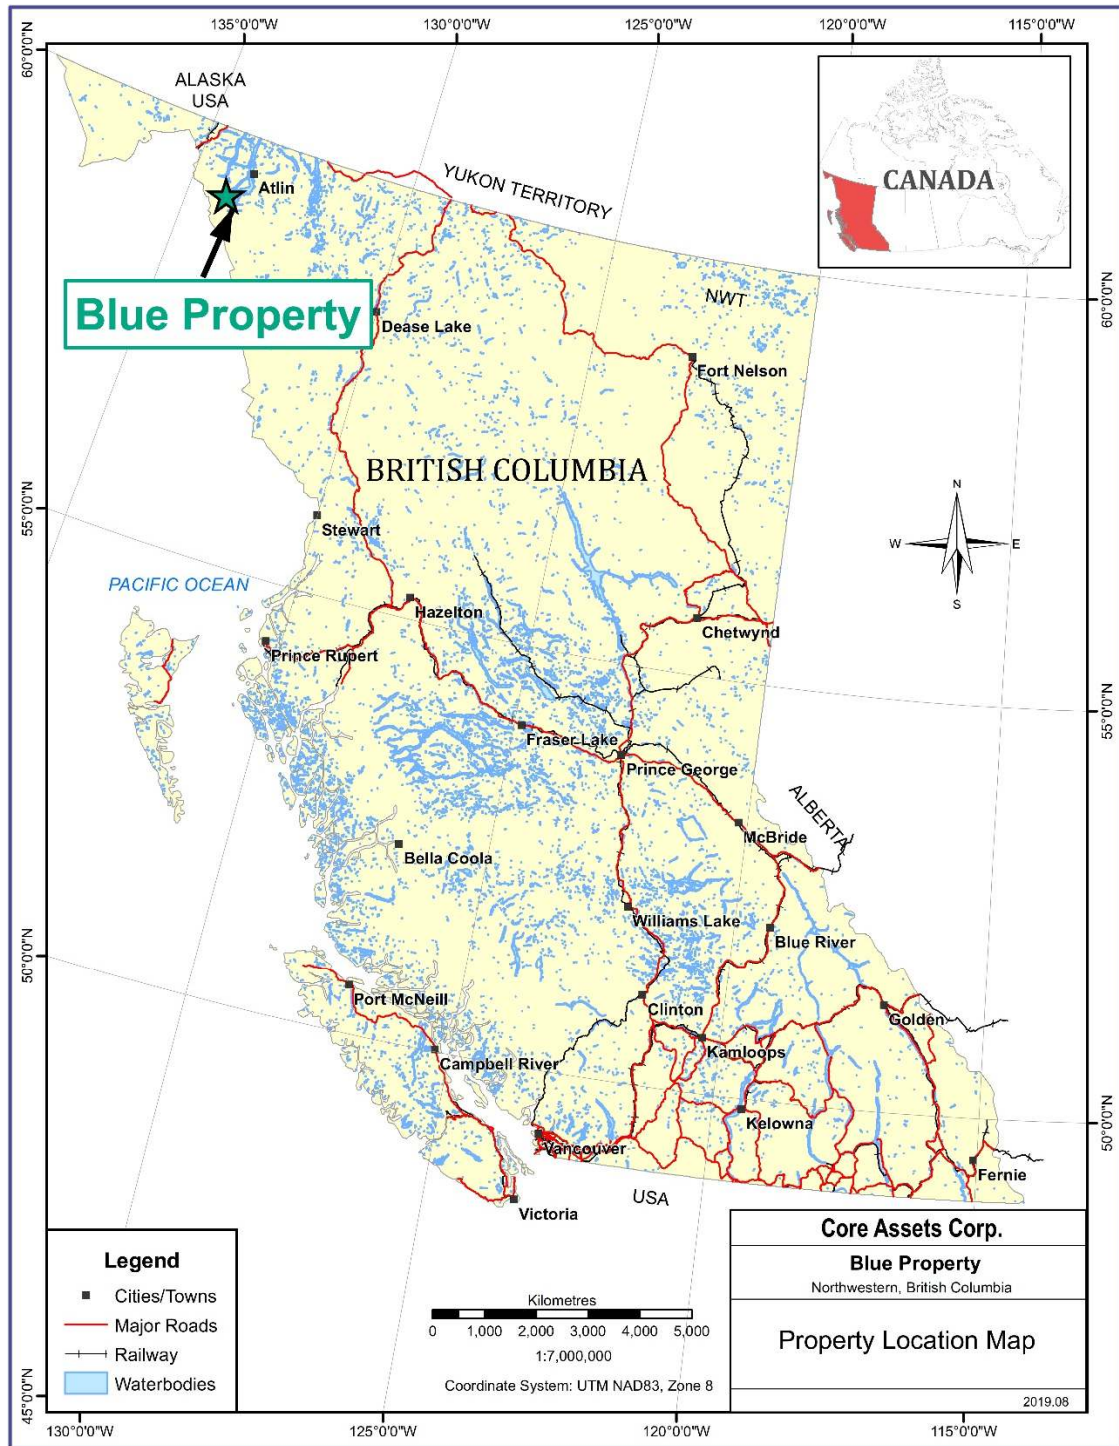 135°0'0"W
130°0'0"W
125°0'0"W
120°0'0"W
115°0'0"W
60°0'0"N
ALASKA
USA
Atlin
YUKON TERRITORY
CANADA
Blue Property
Dease Lake
NWT
60°0'0"N
Fort Nelson
BRITISH COLUMBIA
55°0'0"N
Stewart
N
W
E
S
PACIFIC OCEAN
Hazelton
Chetwynd
Prince Rupert
55°0'0"N
Fraser Lake
Prince George
ALBERTA
McBride
Bella Coola
Williams Lake
Blue River
50°0'0"N
Port McNeill
Clinton
Golden
Kamloops
Campbell River
Kelowna
50°0'0"N
Vancouver
Fernie
USA
Victoria
Legend
Cities/Towns
Major Roads
Railway
Waterbodies
Kilometres
0 1,000 2,000 3,000 4,000 5,000
1:7,000,000
Coordinate System: UTM NAD83, Zone 8
Core Assets Corp.
Blue Property
Northwestern, British Columbia
Property Location Map
2019.08
45°0'0"N
130°0'0"W
125°0'0"W
120°0'0"W
115°0'0"W